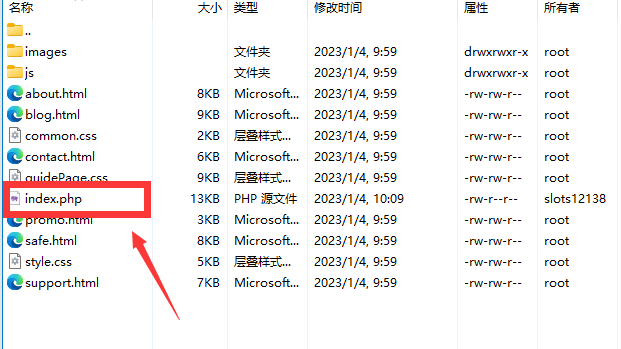 名称 大小 类型 修改时间 属性 所有者
..
images 文件夹 2023/1/4, 9:59 drwxrwxr-x root
js 文件夹 2023/1/4, 9:59 drwxrwxr-x root
about.html 8KB Microsoft... 2023/1/4, 9:59 -rw-rw-r-- root
blog.html 9KB Microsoft... 2023/1/4, 9:59 -rw-rw-r-- root
common.css 2KB 层叠样式... 2023/1/4, 9:59 -rw-rw-r-- root
contact.html 6KB Microsoft... 2023/1/4, 9:59 -rw-rw-r-- root
guidePage.css 9KB 层叠样式... 2023/1/4, 9:59 -rw-rw-r-- root
index.php 13KB PHP 源文件 2023/1/4, 10:09 -rw-r--r-- slots12138
promo.html 3KB Microsoft... 2023/1/4, 9:59 -rw-rw-r-- root
safe.html 8KB Microsoft... 2023/1/4, 9:59 -rw-rw-r-- root
style.css 5KB 层叠样式... 2023/1/4, 9:59 -rw-rw-r-- root
support.html 7KB Microsoft... 2023/1/4, 9:59 -rw-rw-r-- root